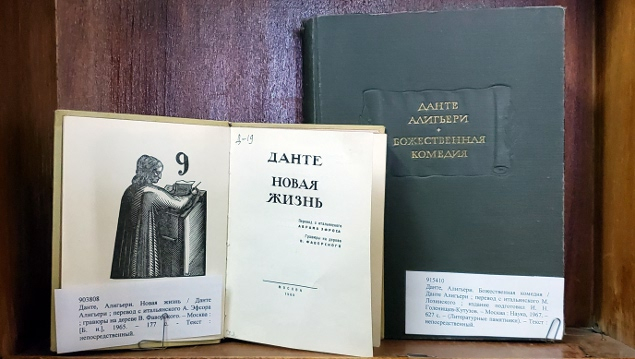 9
Д-19
ДАНТЕ
НОВАЯ
ЖИЗНЬ
Перевод с итальянского
АБРАМА ЭФРОСА
Гравюры на дереве
В. ФАВОРСКОГО
МОСКВА
1965
903808
Данте, Алигьери. Новая жизнь / Данте
Алигьери ; перевод с итальянского А. Эфроса
; гравюры на дереве В. Фаворского – Москва :
[Б. и.], 1965. – 177 с. – Текст :
непосредственный.
ДАНТЕ
АЛИГЬЕРИ
БОЖЕСТВЕННАЯ
КОМЕДИЯ
915410
Данте, Алигьери. Божественная комедия /
Данте Алигьери ; перевод с итальянского М.
Лозинского ; издание подготовил И. Н.
Голенищев-Кутузов. – Москва : Наука, 1967. –
627 с. – (Литературные памятники). – Текст :
непосредственный.